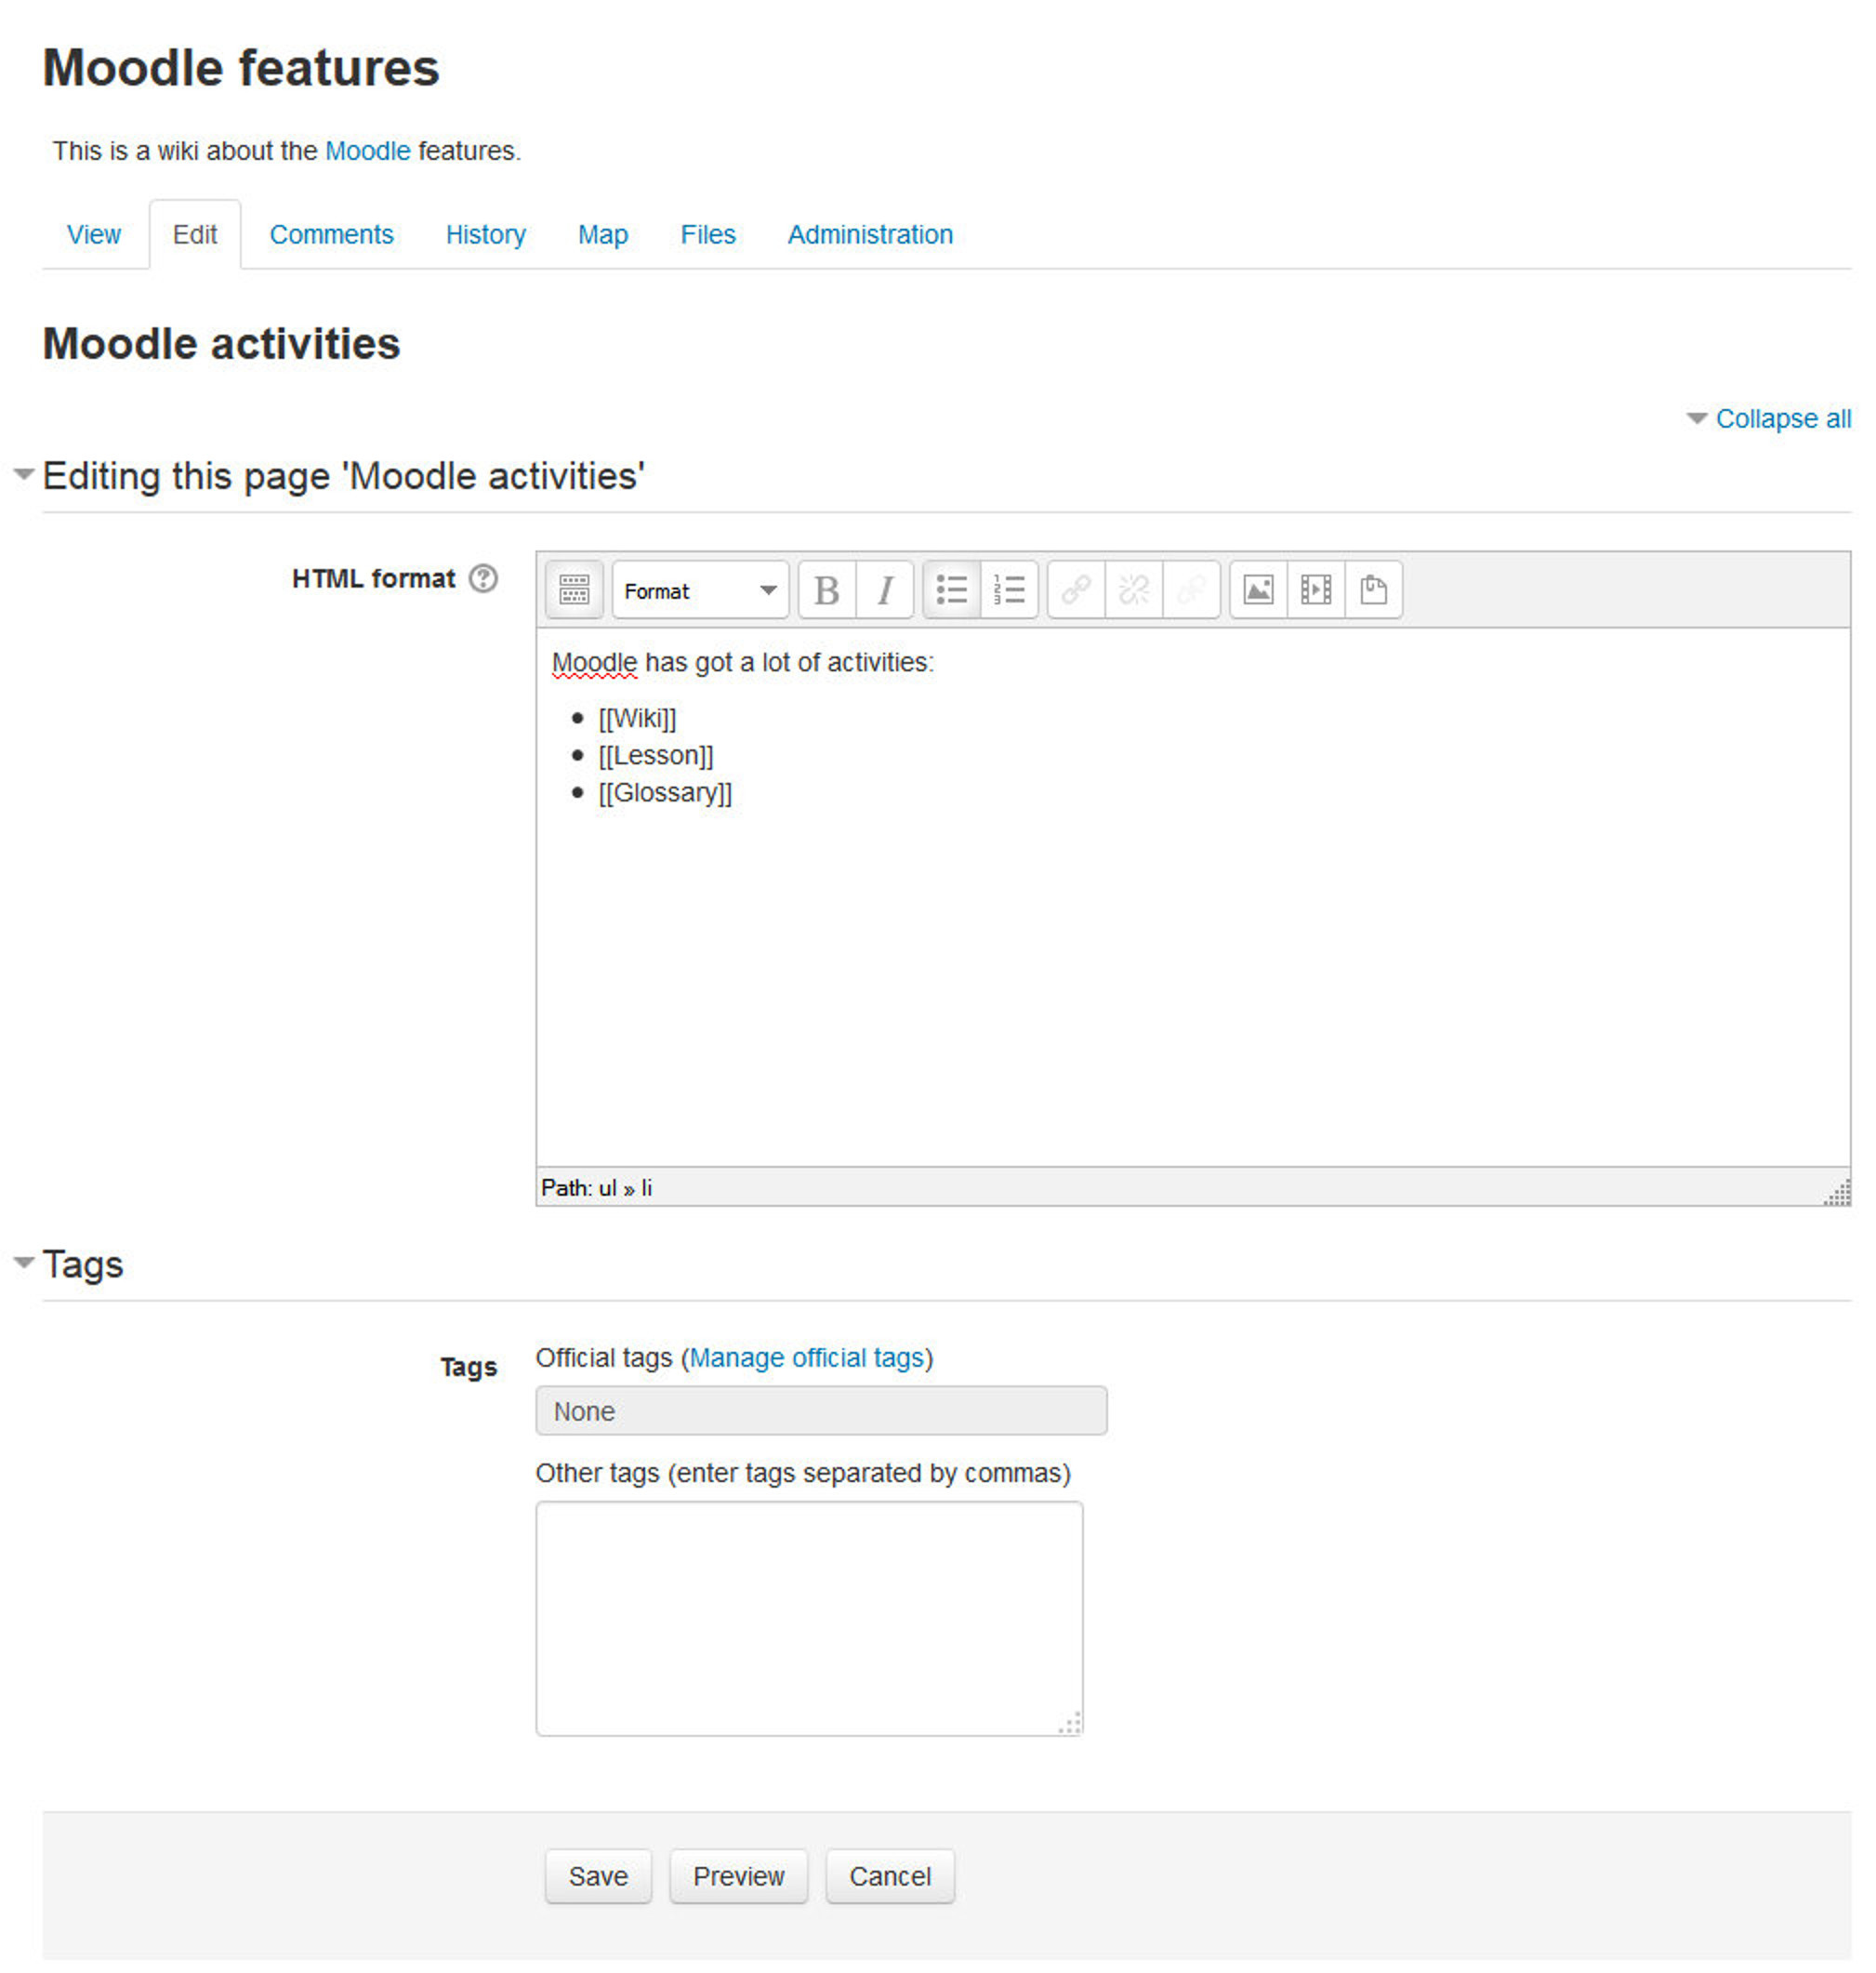 Moodle features
This is a wiki about the Moodle features.
View Edit Comments History Map Files Administration
Moodle activities
Collapse all
Editing this page 'Moodle activities'
HTML format
Format B I
Moodle has got a lot of activities:
[[Wiki]]
[[Lesson]]
[[Glossary]]
Path: ul » li
Tags
Tags Official tags (Manage official tags)
None
Other tags (enter tags separated by commas)
Save Preview Cancel